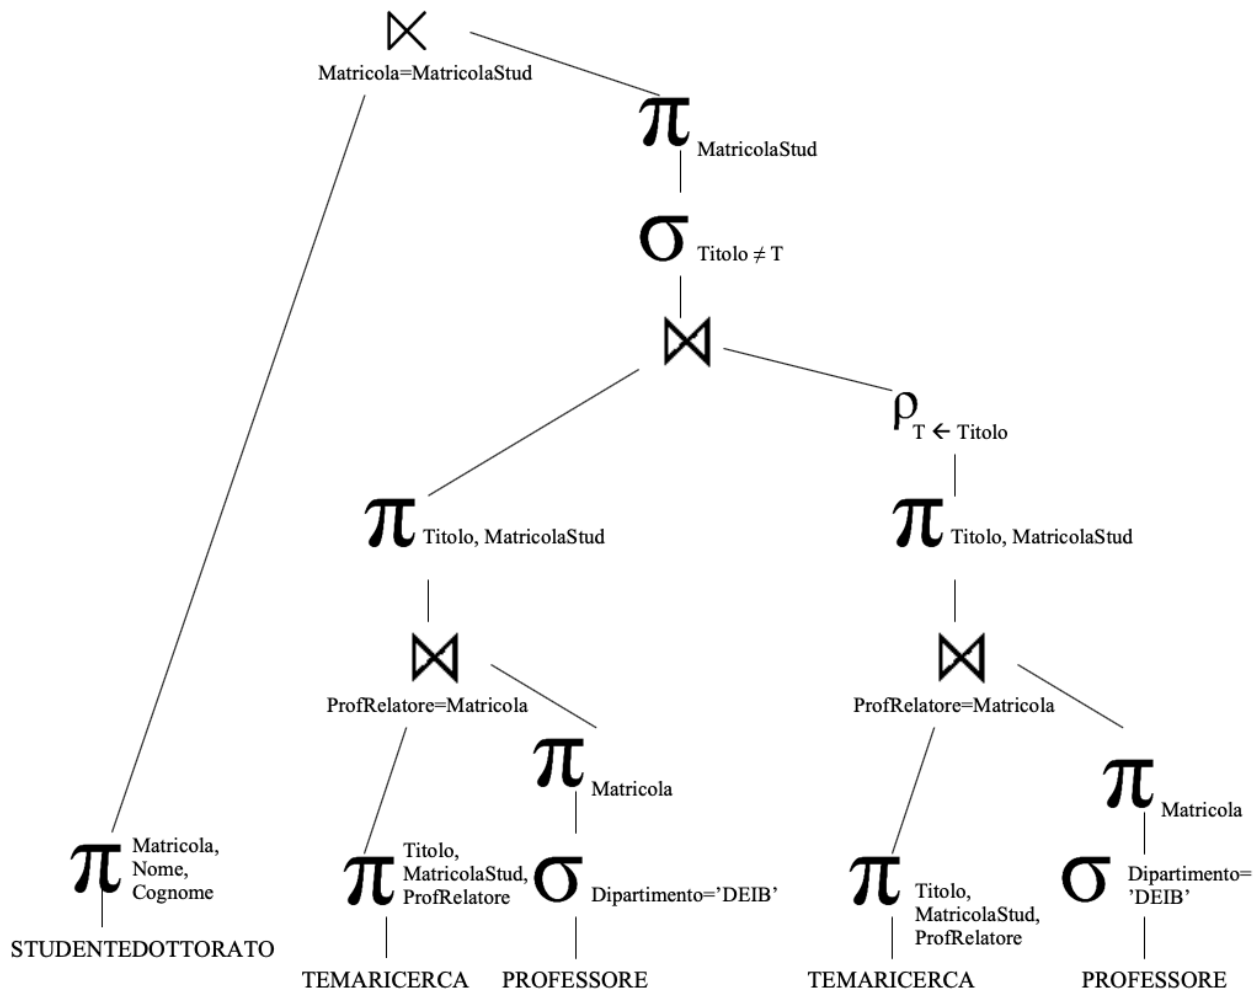 ⋉
Matricola=MatricolaStud
π MatricolaStud
σ Titolo ≠ T
⋈
ρ T ← Titolo
π Titolo, MatricolaStud
π Titolo, MatricolaStud
⋈
ProfRelatore=Matricola
⋈
ProfRelatore=Matricola
π Matricola
π Matricola
π Matricola,
Nome,
Cognome
π Titolo,
MatricolaStud,
ProfRelatore
σ Dipartimento='DEIB'
π Titolo,
MatricolaStud,
ProfRelatore
σ Dipartimento=
'DEIB'
STUDENTEDOTTORATO
TEMARICERCA
PROFESSORE
TEMARICERCA
PROFESSORE